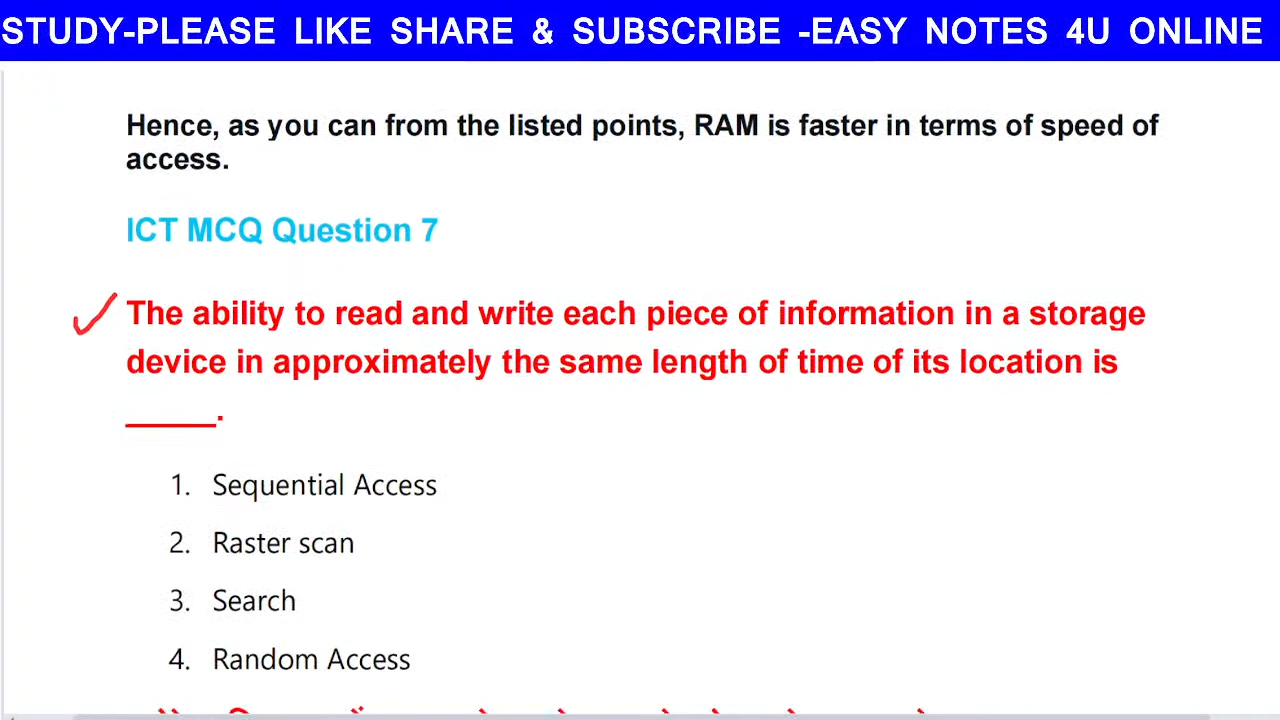 STUDY-PLEASE LIKE SHARE & SUBSCRIBE -EASY NOTES 4U ONLINE
Hence, as you can from the listed points, RAM is faster in terms of speed of
access.
ICT MCQ Question 7
The ability to read and write each piece of information in a storage
device in approximately the same length of time of its location is
_____.
1. Sequential Access
2. Raster scan
3. Search
4. Random Access